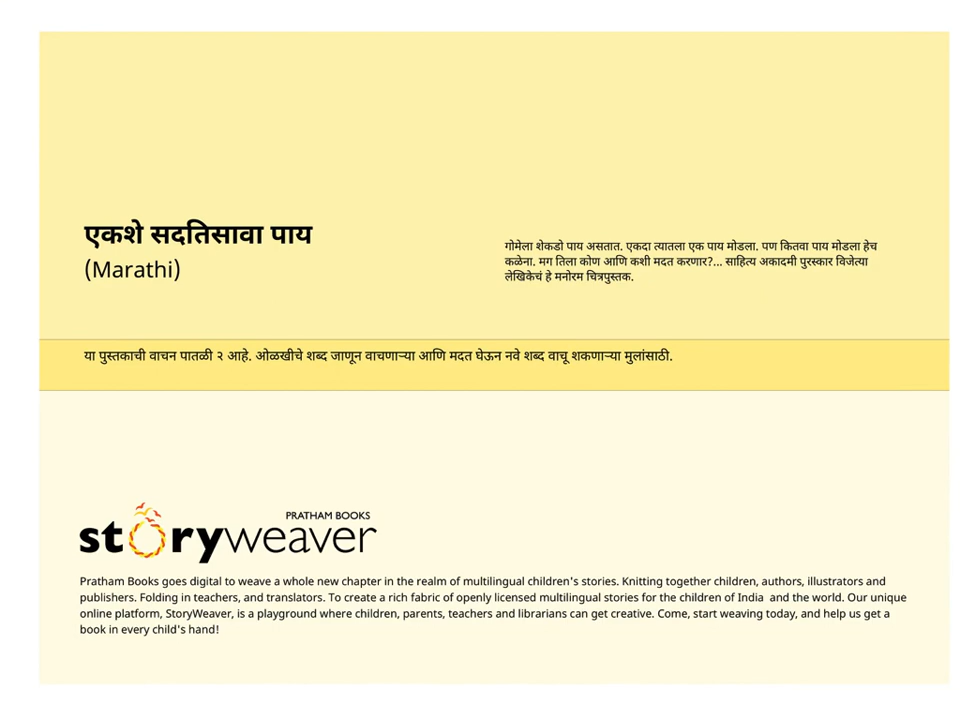 एकशे सदतिसावा पाय
(Marathi)
गोमेला शेकडो पाय असतात. एकदा त्यातला एक पाय मोडला. पण कितवा पाय मोडला हेच
कळेना. मग तिला कोण आणि कशी मदत करणार?... साहित्य अकादमी पुरस्कार विजेत्या
लेखिकेचं हे मनोरम चित्रपुस्तक.
या पुस्तकाची वाचन पातळी २ आहे. ओळखीचे शब्द जाणून वाचणाऱ्या आणि मदत घेऊन नवे शब्द वाचू शकणाऱ्या मुलांसाठी.
PRATHAM BOOKS
storyweaver
Pratham Books goes digital to weave a whole new chapter in the realm of multilingual children's stories. Knitting together children, authors, illustrators and
publishers. Folding in teachers, and translators. To create a rich fabric of openly licensed multilingual stories for the children of India and the world. Our unique
online platform, StoryWeaver, is a playground where children, parents, teachers and librarians can get creative. Come, start weaving today, and help us get a
book in every child's hand!